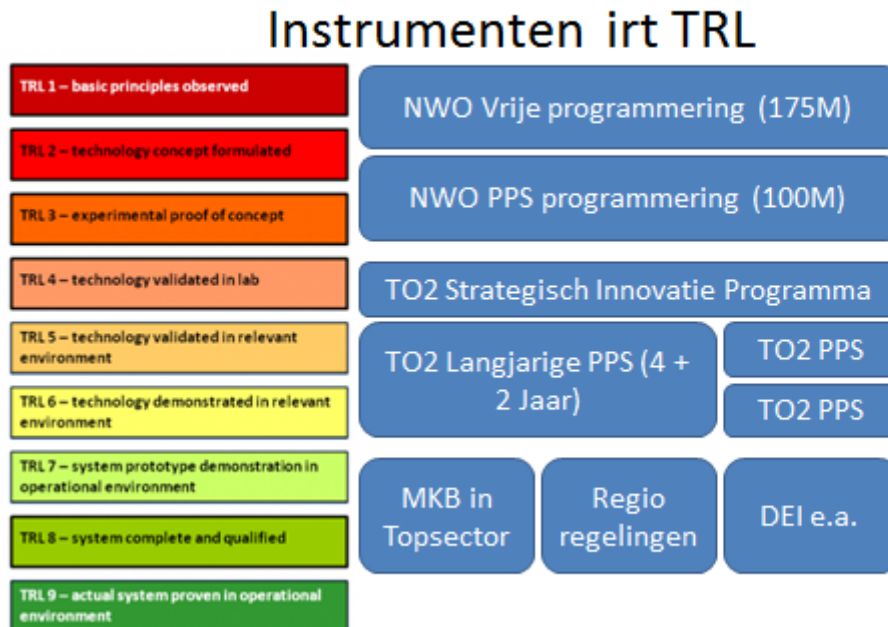 Instrumenten irt TRL
TRL 1 – basic principles observed
TRL 2 – technology concept formulated
TRL 3 – experimental proof of concept
TRL 4 – technology validated in lab
TRL 5 – technology validated in relevant
environment
TRL 6 – technology demonstrated in relevant
environment
TRL 7 – system prototype demonstration in
operational environment
TRL 8 – system complete and qualified
TRL 9 – actual system proven in operational
environment
NWO Vrije programmering (175M)
NWO PPS programmering (100M)
TO2 Strategisch Innovatie Programma
TO2 Langjarige PPS (4 +
2 Jaar)
TO2 PPS
TO2 PPS
MKB in
Topsector
Regio
regelingen
DEI e.a.